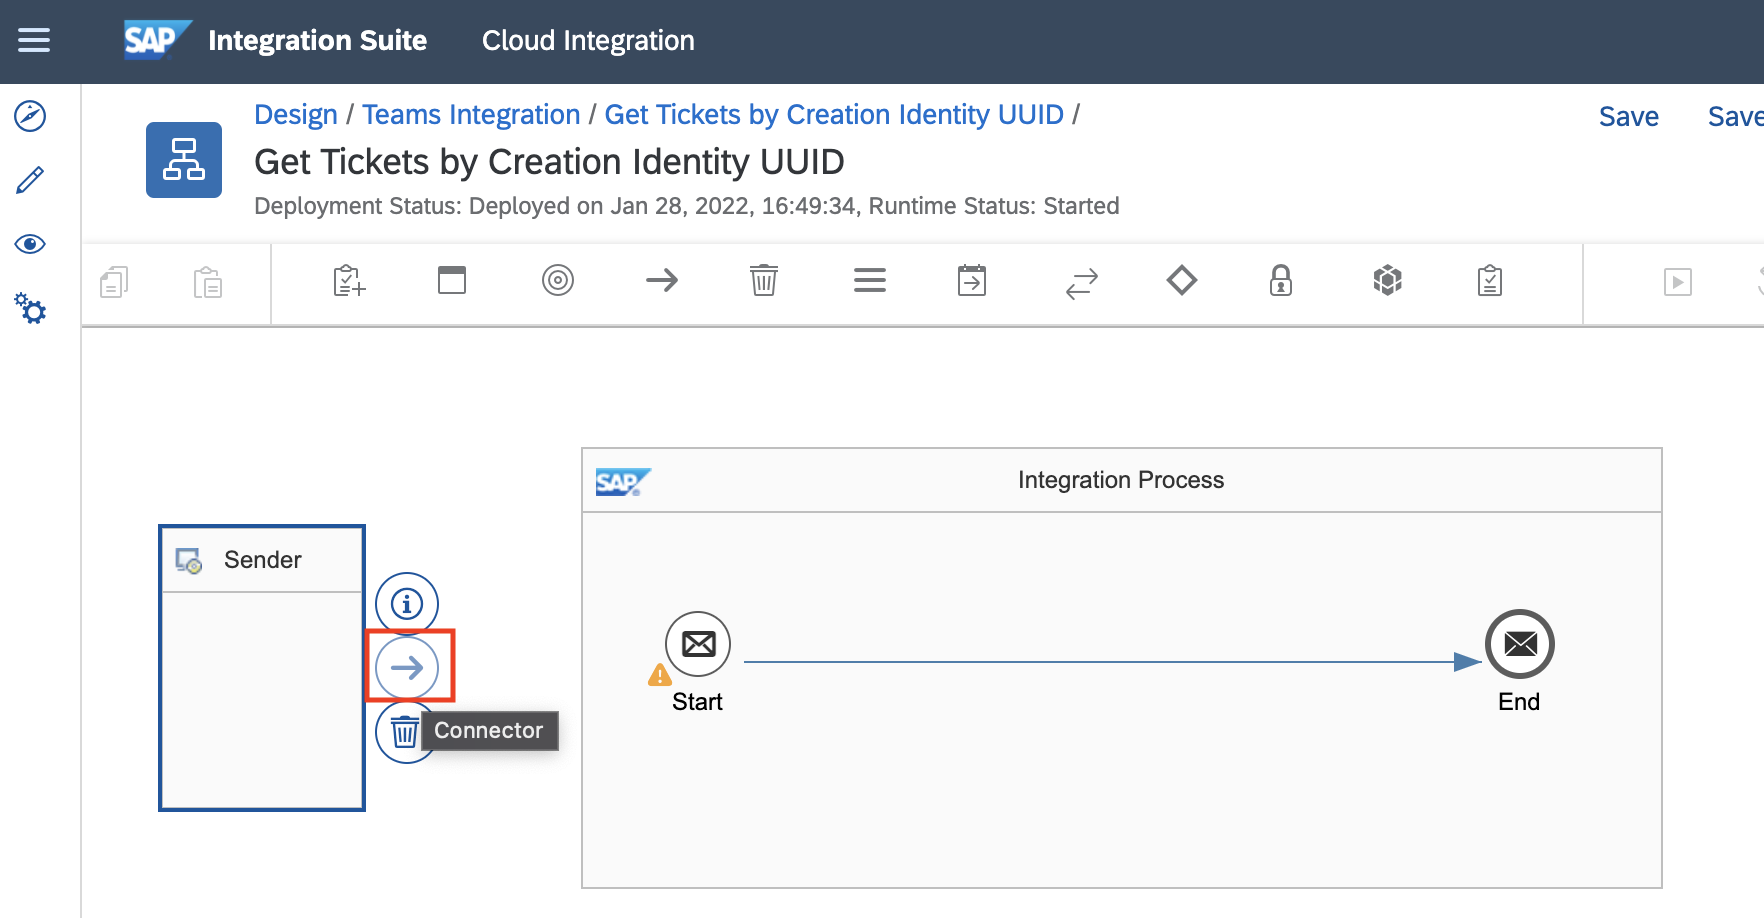 SAP Integration Suite Cloud Integration
Design / Teams Integration / Get Tickets by Creation Identity UUID /
Save Save
Get Tickets by Creation Identity UUID
Deployment Status: Deployed on Jan 28, 2022, 16:49:34, Runtime Status: Started
SAP Integration Process
Sender
Start
End
Connector